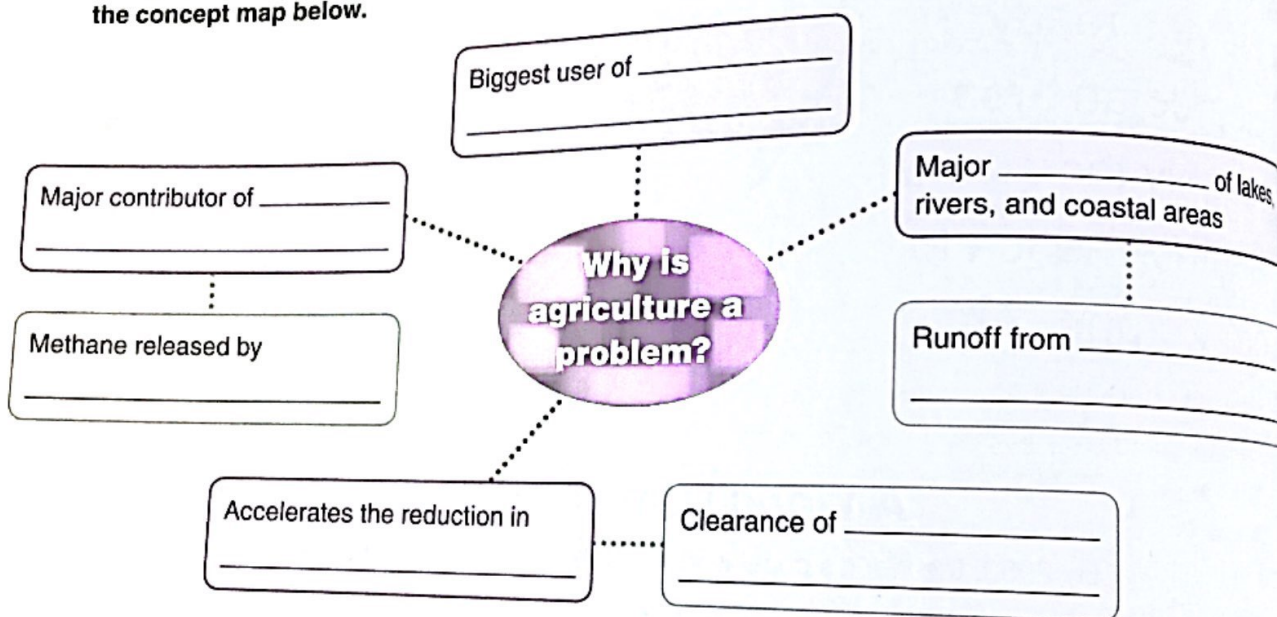 the concept map below.
Biggest user of
Major contributor of
Major of lakes,
rivers, and coastal areas
Why is
agriculture a
problem?
Methane released by
Runoff from
Accelerates the reduction in
Clearance of